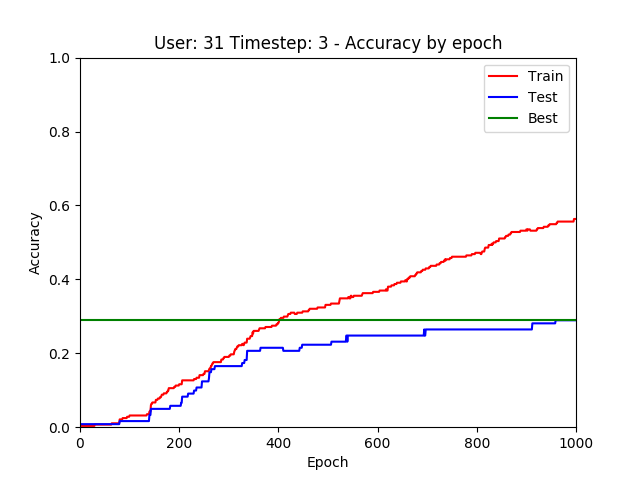 User: 31 Timestep: 3 - Accuracy by epoch
1.0
0.8
0.6
0.4
0.2
0.0
Accuracy
Train
Test
Best
0 200 400 600 800 1000
Epoch